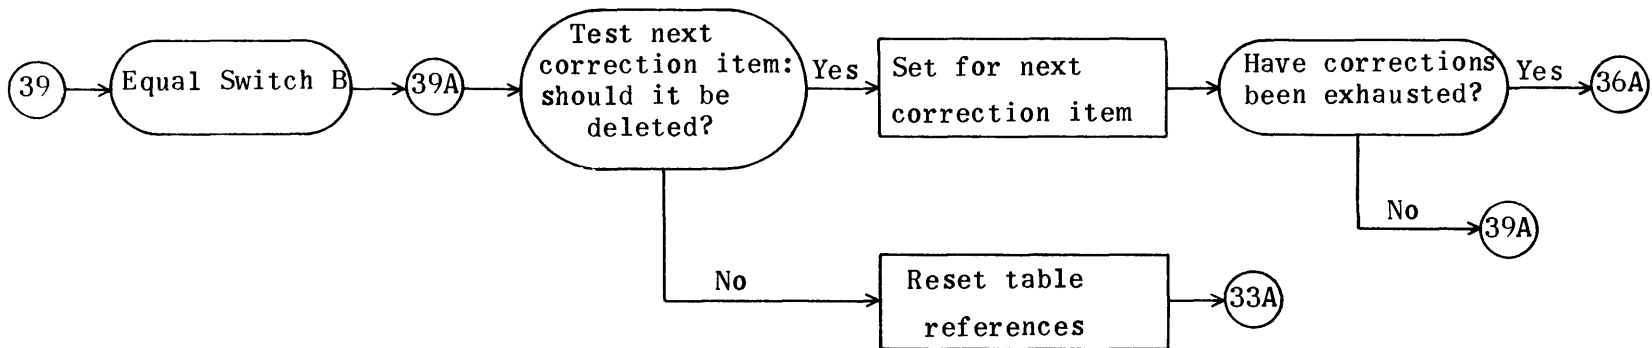 39
Equal Switch B
39A
Test next
correction item:
should it be
deleted?
Yes
Set for next
correction item
Have corrections
been exhausted?
Yes
36A
No
39A
No
Reset table
references
33A